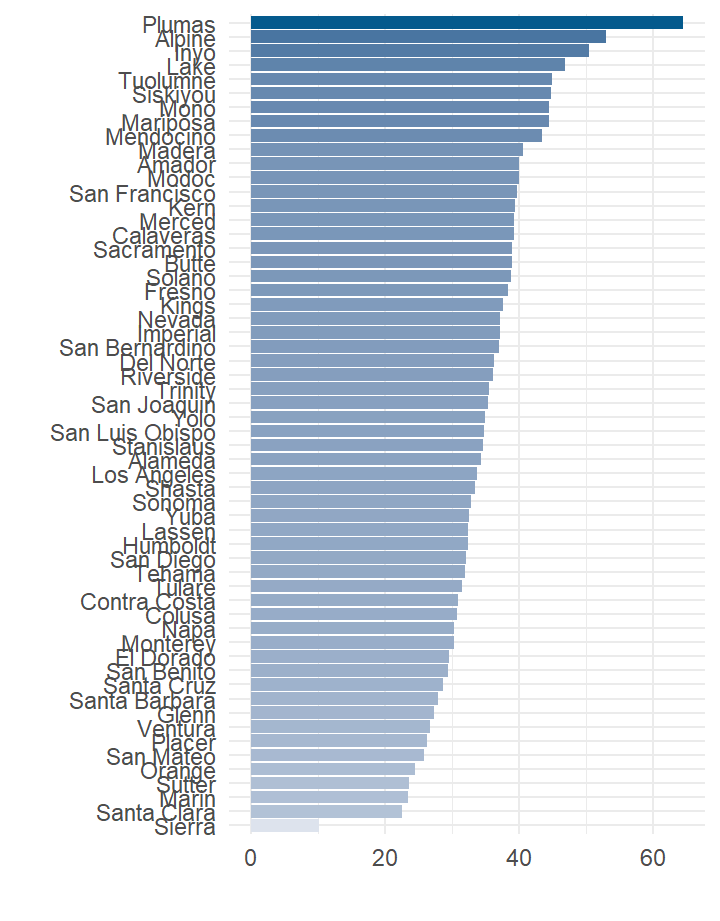 Plumas
Alpine
Inyo
Lake
Tuolumne
Siskiyou
Mono
Mariposa
Mendocino
Madera
Amador
Modoc
San Francisco
Kern
Merced
Calaveras
Sacramento
Butte
Solano
Fresno
Kings
Nevada
Imperial
San Bernardino
Del Norte
Riverside
Trinity
San Joaquin
Yolo
San Luis Obispo
Stanislaus
Alameda
Los Angeles
Shasta
Sonoma
Yuba
Lassen
Humboldt
San Diego
Tehama
Tulare
Contra Costa
Colusa
Napa
Monterey
El Dorado
San Benito
Santa Cruz
Santa Barbara
Glenn
Ventura
Placer
San Mateo
Orange
Sutter
Marin
Santa Clara
Sierra
0 20 40 60